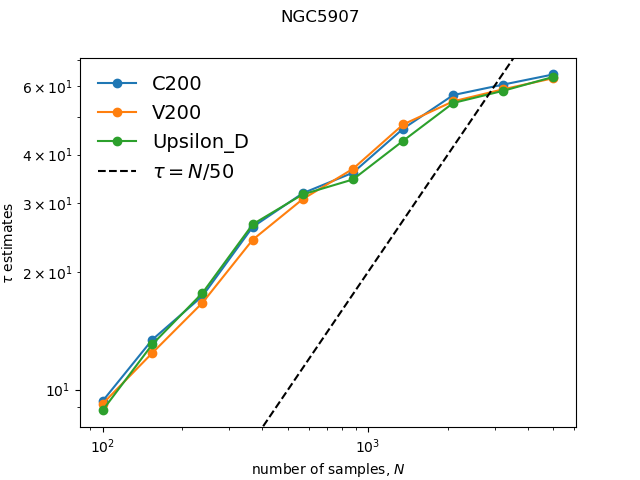 NGC5907
C200
V200
Upsilon_D
τ = N/50
6 × 10¹
4 × 10¹
3 × 10¹
2 × 10¹
10¹
τ estimates
10²
10³
number of samples, N